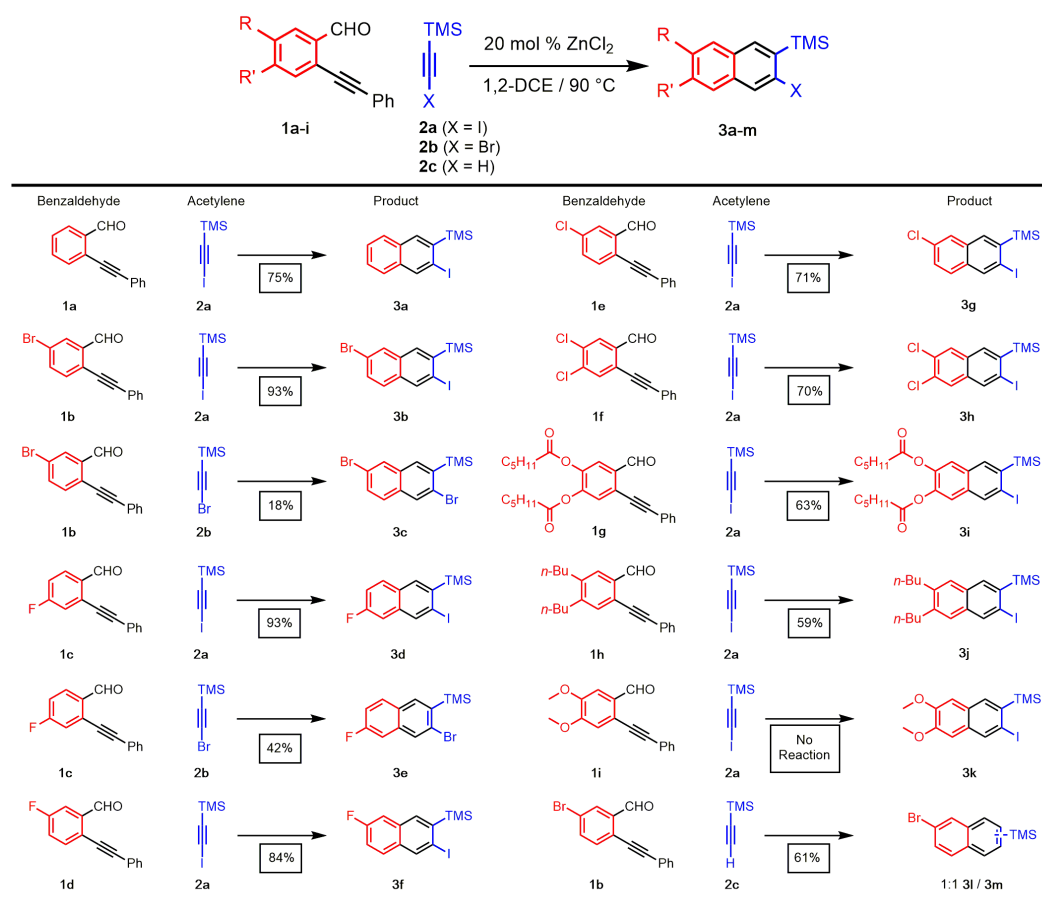 R CHO TMS 20 mol % ZnCl2 R TMS
R' Ph X 1,2-DCE / 90 °C R' X
1a-i 2a (X = I) 3a-m
2b (X = Br)
2c (X = H)
Benzaldehyde Acetylene Product Benzaldehyde Acetylene Product
CHO TMS TMS Cl CHO TMS Cl TMS
Ph I 75% I Ph I 71% I
1a 2a 3a 1e 2a 3g
Br CHO TMS Br TMS Cl CHO TMS Cl TMS
Ph I 93% I Cl Ph I 70% Cl I
1b 2a 3b 1f 2a 3h
Br CHO TMS Br TMS C5H11 O O CHO TMS C5H11 O O TMS
Ph Br 18% Br C5H11 O O Ph I 63% C5H11 O O I
1b 2b 3c 1g 2a 3i
CHO TMS TMS n-Bu CHO TMS n-Bu TMS
F Ph I 93% F I n-Bu Ph I 59% n-Bu I
1c 2a 3d 1h 2a 3j
CHO TMS TMS O CHO TMS O TMS
F Ph Br 42% F Br O Ph I No O I
Reaction
1c 2b 3e 1i 2a 3k
F CHO TMS F TMS Br CHO TMS Br TMS
Ph I 84% I Ph H 61%
1d 2a 3f 1b 2c 1:1 3l / 3m